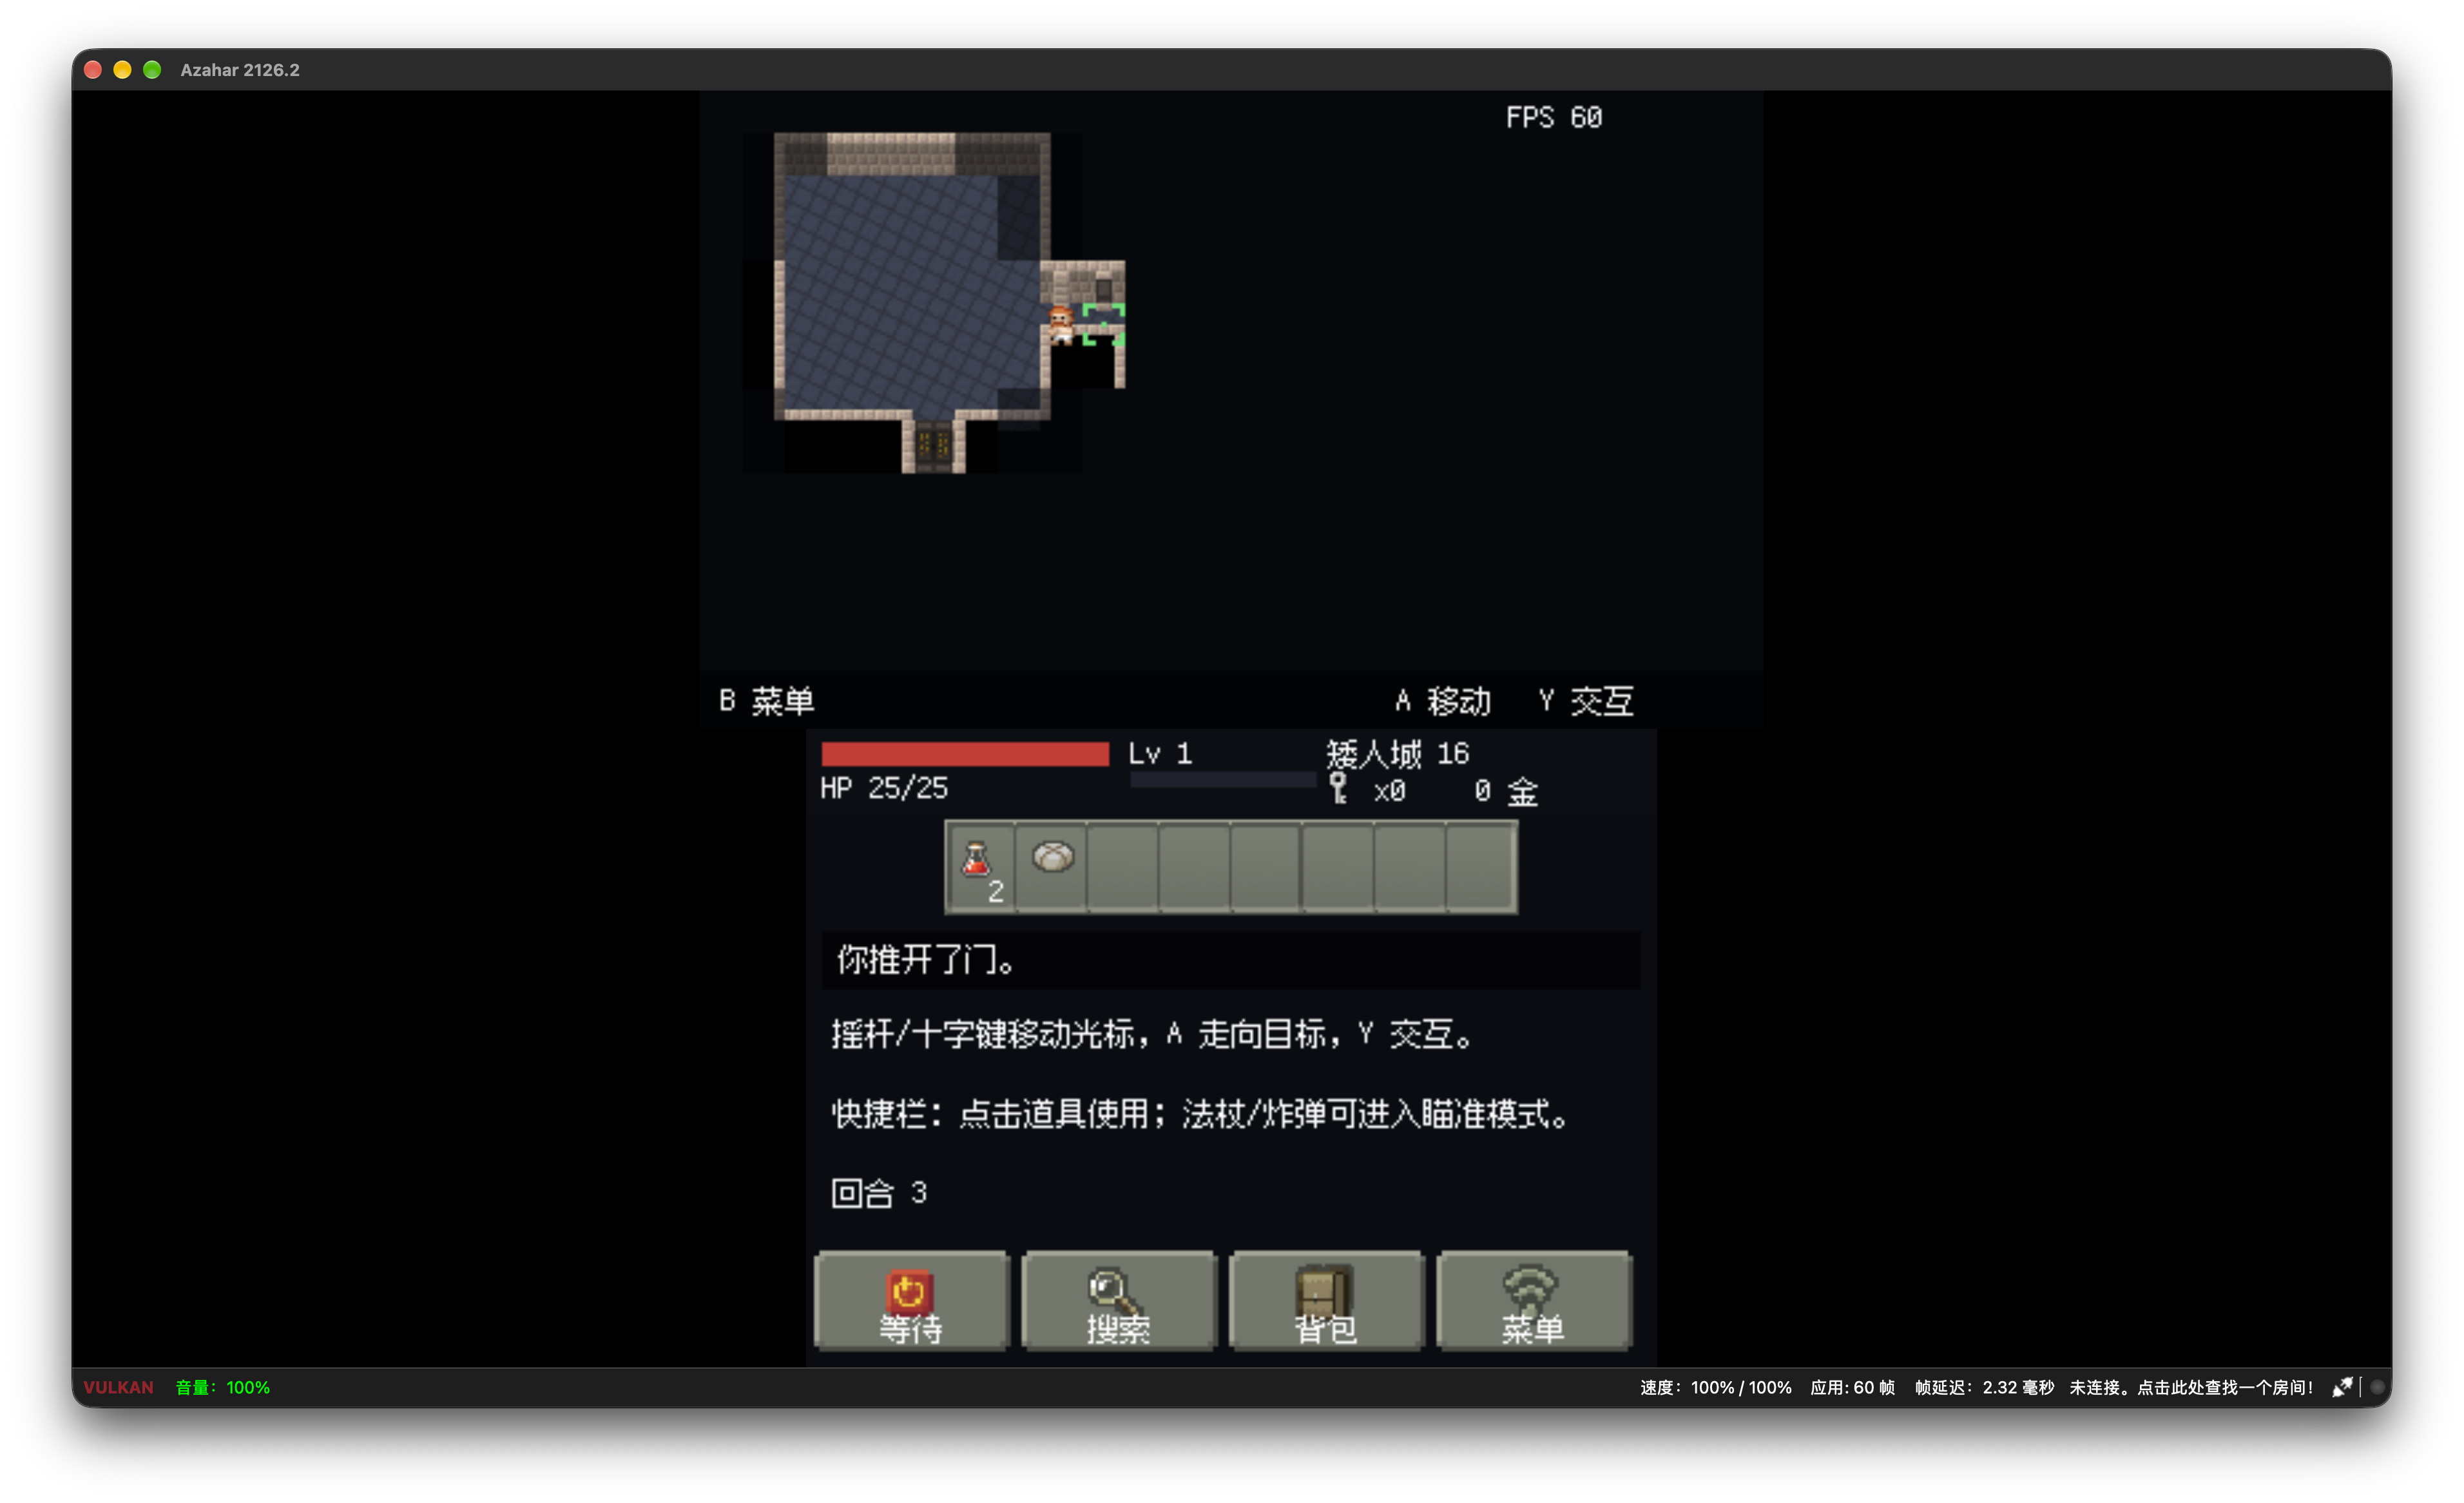 Azahar 2126.2
FPS 60
B 菜单
A 移动
Y 交互
Lv 1
矮人城 16
HP 25/25
x0
0 金
2
你推开了门。
摇杆/十字键移动光标，A 走向目标，Y 交互。
快捷栏：点击道具使用；法杖/炸弹可进入瞄准模式。
回合 3
等待
搜索
背包
菜单
VULKAN
音量：100%
速度：100% / 100%
应用: 60 帧
帧延迟：2.32 毫秒
未连接。点击此处查找一个房间！